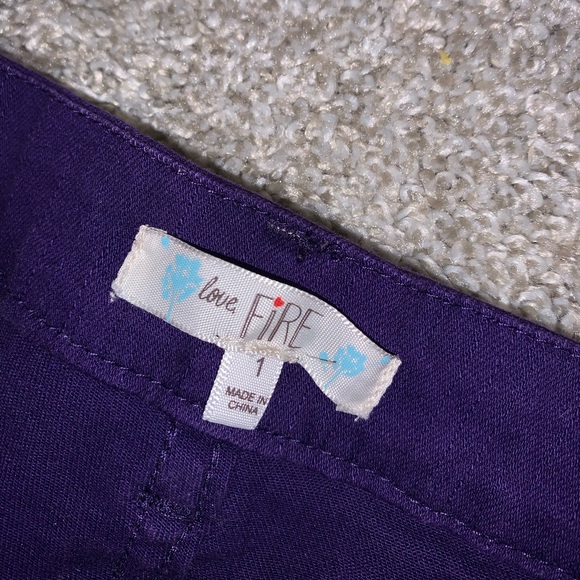 love, FiRE
1
MADE IN
CHINA